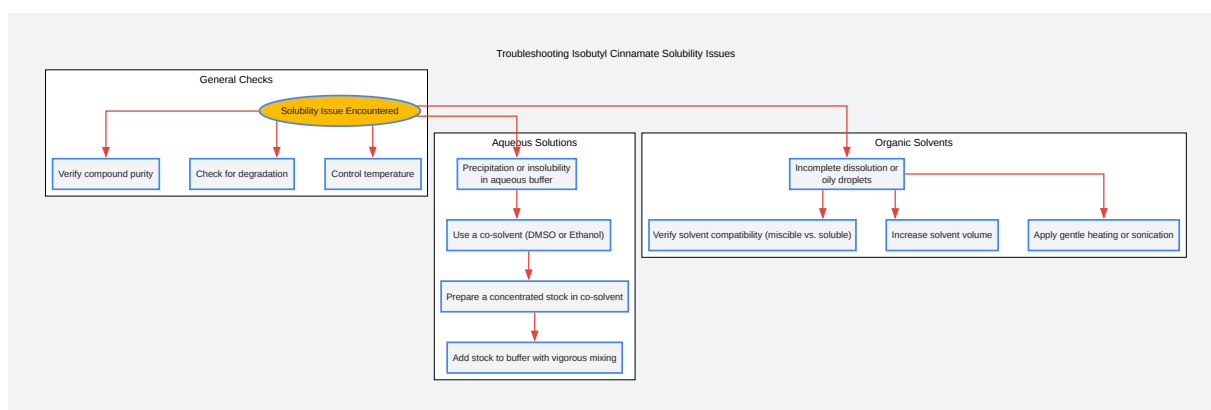 Troubleshooting Isobutyl Cinnamate Solubility Issues
General Checks
Solubility Issue Encountered
Verify compound purity
Check for degradation
Control temperature
Aqueous Solutions
Precipitation or insolubility
in aqueous buffer
Use a co-solvent (DMSO or Ethanol)
Prepare a concentrated stock in co-solvent
Add stock to buffer with vigorous mixing
Organic Solvents
Incomplete dissolution or
oily droplets
Verify solvent compatibility (miscible vs. soluble)
Increase solvent volume
Apply gentle heating or sonication